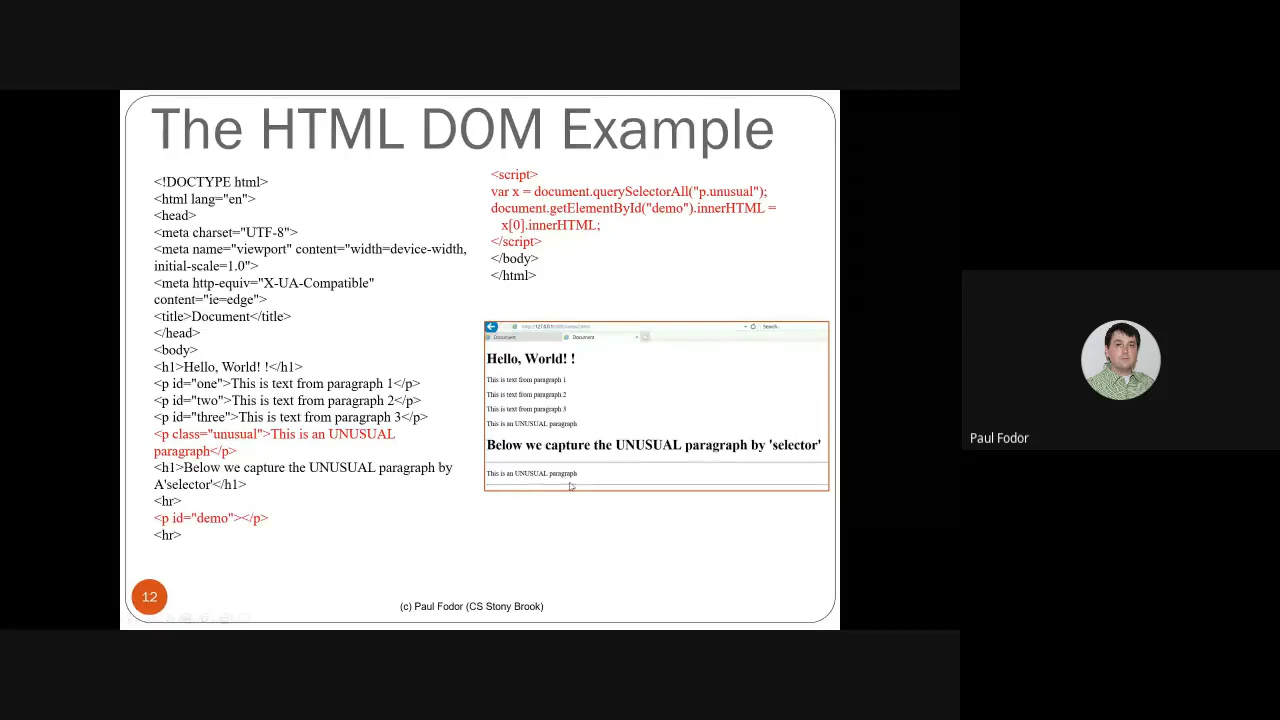 The HTML DOM Example
<!DOCTYPE html>
<html lang="en">
<head>
<meta charset="UTF-8">
<meta name="viewport" content="width=device-width,
initial-scale=1.0">
<meta http-equiv="X-UA-Compatible"
content="ie=edge">
<title>Document</title>
</head>
<body>
<h1>Hello, World! !</h1>
<p id="one">This is text from paragraph 1</p>
<p id="two">This is text from paragraph 2</p>
<p id="three">This is text from paragraph 3</p>
<p class="unusual">This is an UNUSUAL
paragraph</p>
<h1>Below we capture the UNUSUAL paragraph by
A'selector'</h1>
<hr>
<p id="demo"></p>
<hr>
<script>
var x = document.querySelectorAll("p.unusual");
document.getElementById("demo").innerHTML =
x[0].innerHTML;
</script>
</body>
</html>
Search...
Document
Document
Hello, World! !
This is text from paragraph 1
This is text from paragraph 2
This is text from paragraph 3
This is an UNUSUAL paragraph
Below we capture the UNUSUAL paragraph by 'selector'
This is an UNUSUAL paragraph
12
(c) Paul Fodor (CS Stony Brook)
Paul Fodor